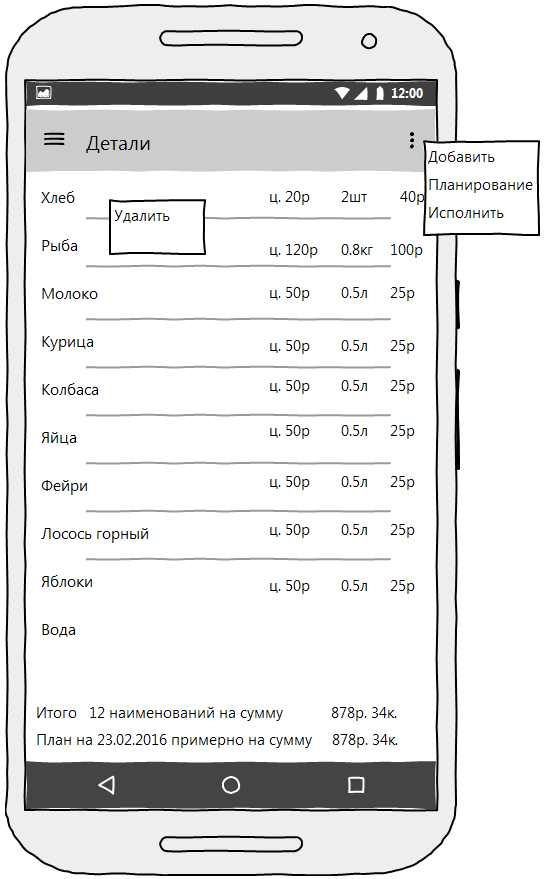 12:00
Детали
Добавить
Планирование
Исполнить
Хлеб ц. 20р 2шт 40р
Удалить
Рыба ц. 120р 0.8кг 100р
Молоко ц. 50р 0.5л 25р
Курица ц. 50р 0.5л 25р
Колбаса ц. 50р 0.5л 25р
Яйца ц. 50р 0.5л 25р
Фейри ц. 50р 0.5л 25р
Лосось горный ц. 50р 0.5л 25р
Яблоки ц. 50р 0.5л 25р
Вода
Итого 12 наименований на сумму 878р. 34к.
План на 23.02.2016 примерно на сумму 878р. 34к.